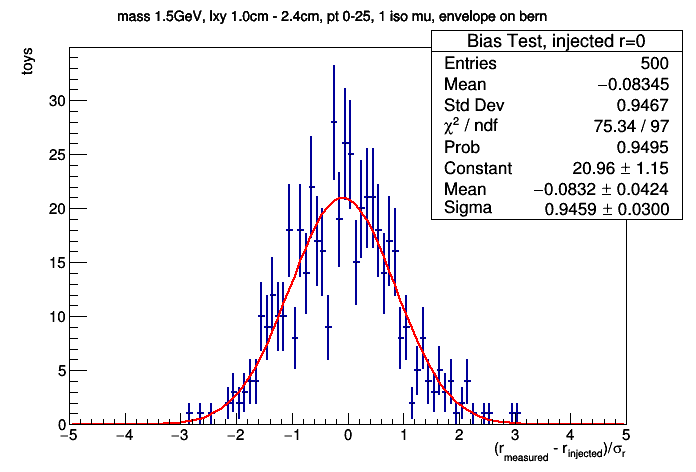 mass 1.5GeV, lxy 1.0cm - 2.4cm, pt 0-25, 1 iso mu, envelope on bern
Bias Test, injected r=0
Entries 500
Mean −0.08345
Std Dev 0.9467
χ² / ndf 75.34 / 97
Prob 0.9495
Constant 20.96 ± 1.15
Mean −0.0832 ± 0.0424
Sigma 0.9459 ± 0.0300
toys
30
25
20
15
10
5
0
−5 −4 −3 −2 −1 0 1 2 3 4 5
(r_measured - r_injected)/σ_r